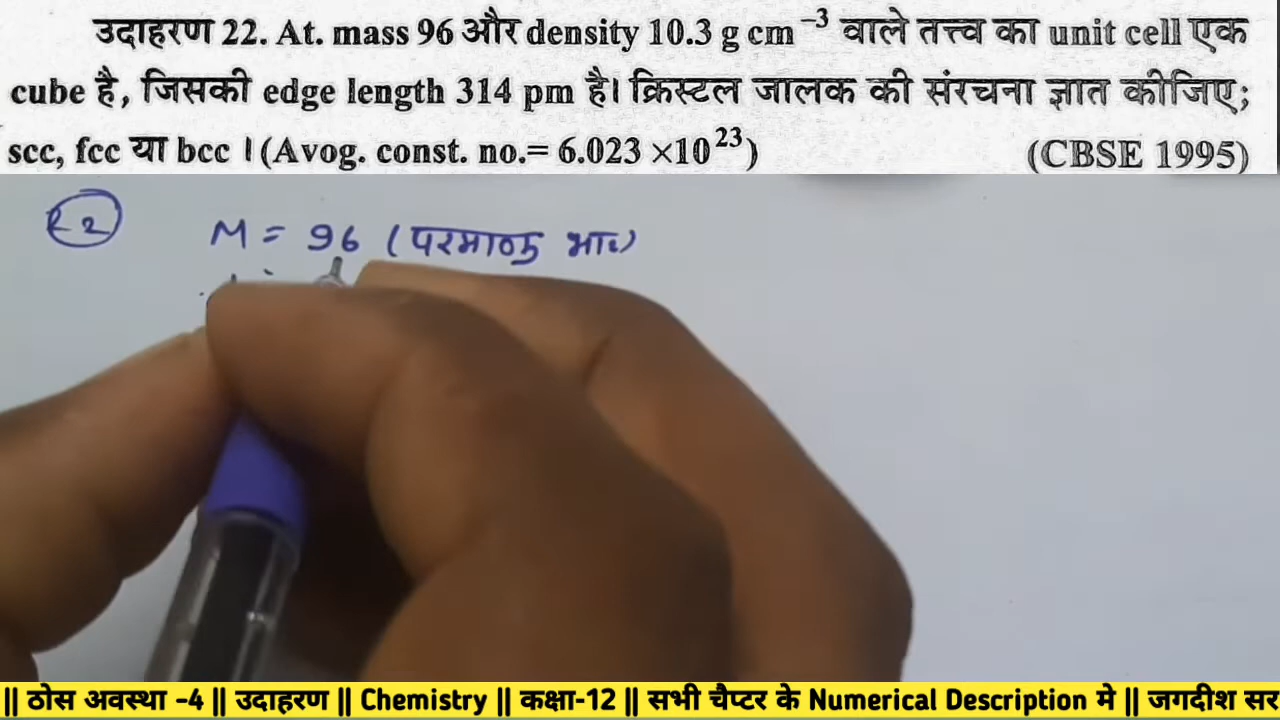 उदाहरण 22. At. mass 96 और density 10.3 g cm⁻³ वाले तत्त्व का unit cell एक
cube है, जिसकी edge length 314 pm है। क्रिस्टल जालक की संरचना ज्ञात कीजिए;
scc, fcc या bcc । (Avog. const. no.= 6.023 ×10²³) (CBSE 1995)
22 M = 96 (परमाणु भार)
|| ठोस अवस्था -4 || उदाहरण || Chemistry || कक्षा-12 || सभी चैप्टर के Numerical Description मे || जगदीश सर